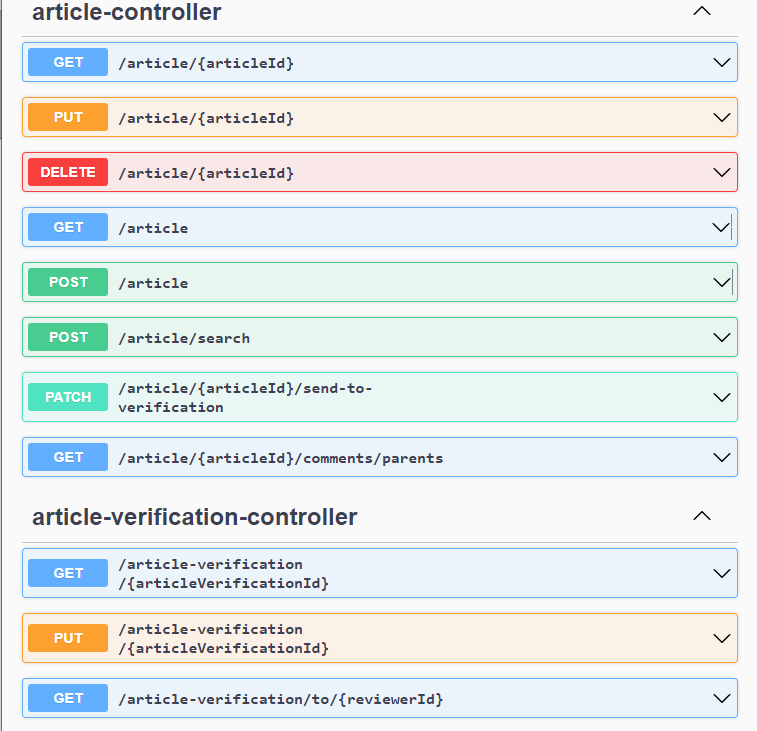 article-controller
GET /article/{articleId}
PUT /article/{articleId}
DELETE /article/{articleId}
GET /article
POST /article
POST /article/search
PATCH /article/{articleId}/send-to-
verification
GET /article/{articleId}/comments/parents
article-verification-controller
GET /article-verification
/{articleVerificationId}
PUT /article-verification
/{articleVerificationId}
GET /article-verification/to/{reviewerId}